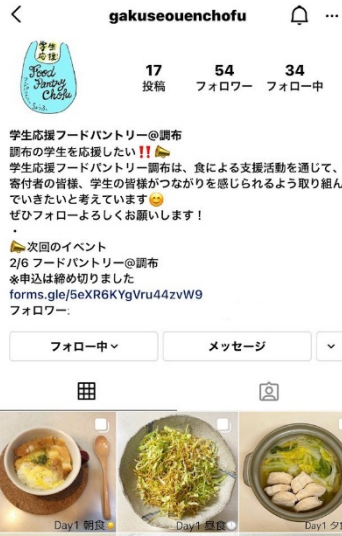 gakuseouenchofu
学生
応援
Food
Pantry
Chofu
17 54 34
投稿 フォロワー フォロー中
学生応援フードパントリー@調布
調布の学生を応援したい‼️📣
学生応援フードパントリー調布は、食による支援活動を通じて、
寄付者の皆様、学生の皆様がつながりを感じられるよう取り組ん
でいきたいと考えています😊
ぜひフォローよろしくお願いします！
・
📣次回のイベント
2/6 フードパントリー@調布
※申込は締め切りました
forms.gle/5eXR6KYgVru44zvW9
フォロワー:
フォロー中 メッセージ
Day1 朝食 Day1 昼食 Day1 夕